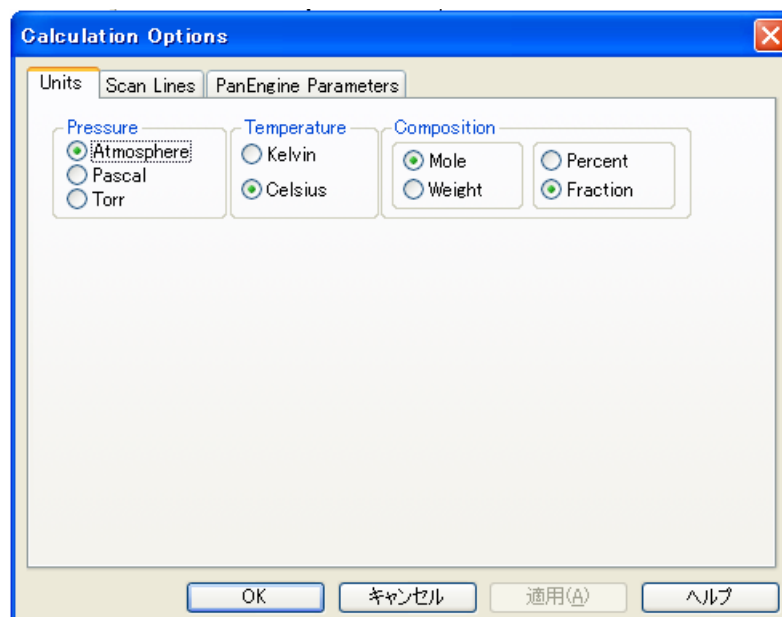 Calculation Options
Units Scan Lines PanEngine Parameters
Pressure Temperature Composition
Atmosphere Kelvin Mole Percent
Pascal
Torr Celsius Weight Fraction
OK キャンセル 適用(A) ヘルプ